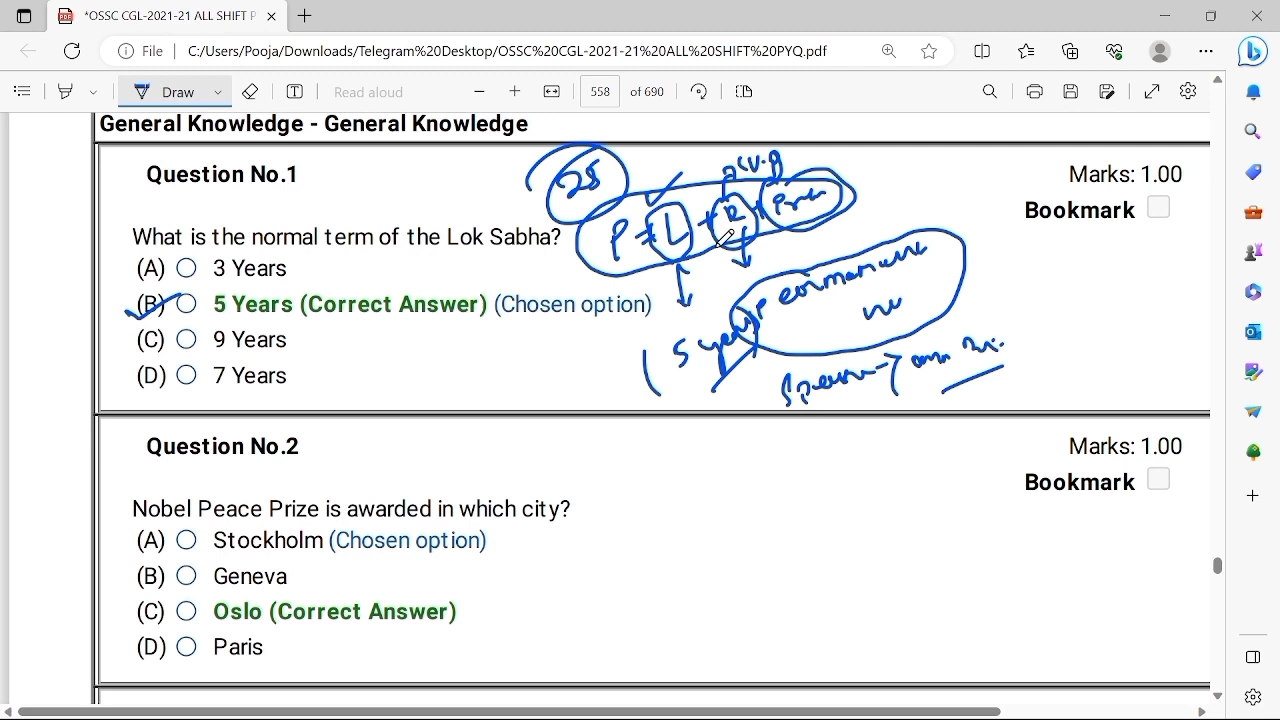 *OSSC CGL-2021-21 ALL SHIFT P
File | C:/Users/Pooja/Downloads/Telegram%20Desktop/OSSC%20CGL-2021-21%20ALL%20SHIFT%20PYQ.pdf
Draw Read aloud 558 of 690
General Knowledge - General Knowledge
Question No.1 Marks: 1.00
Bookmark
What is the normal term of the Lok Sabha?
(A) 3 Years
(B) 5 Years (Correct Answer) (Chosen option)
(C) 9 Years
(D) 7 Years
25
(V.P)
P = L + R + Pre
5 years
permanent
Question No.2 Marks: 1.00
Bookmark
Nobel Peace Prize is awarded in which city?
(A) Stockholm (Chosen option)
(B) Geneva
(C) Oslo (Correct Answer)
(D) Paris